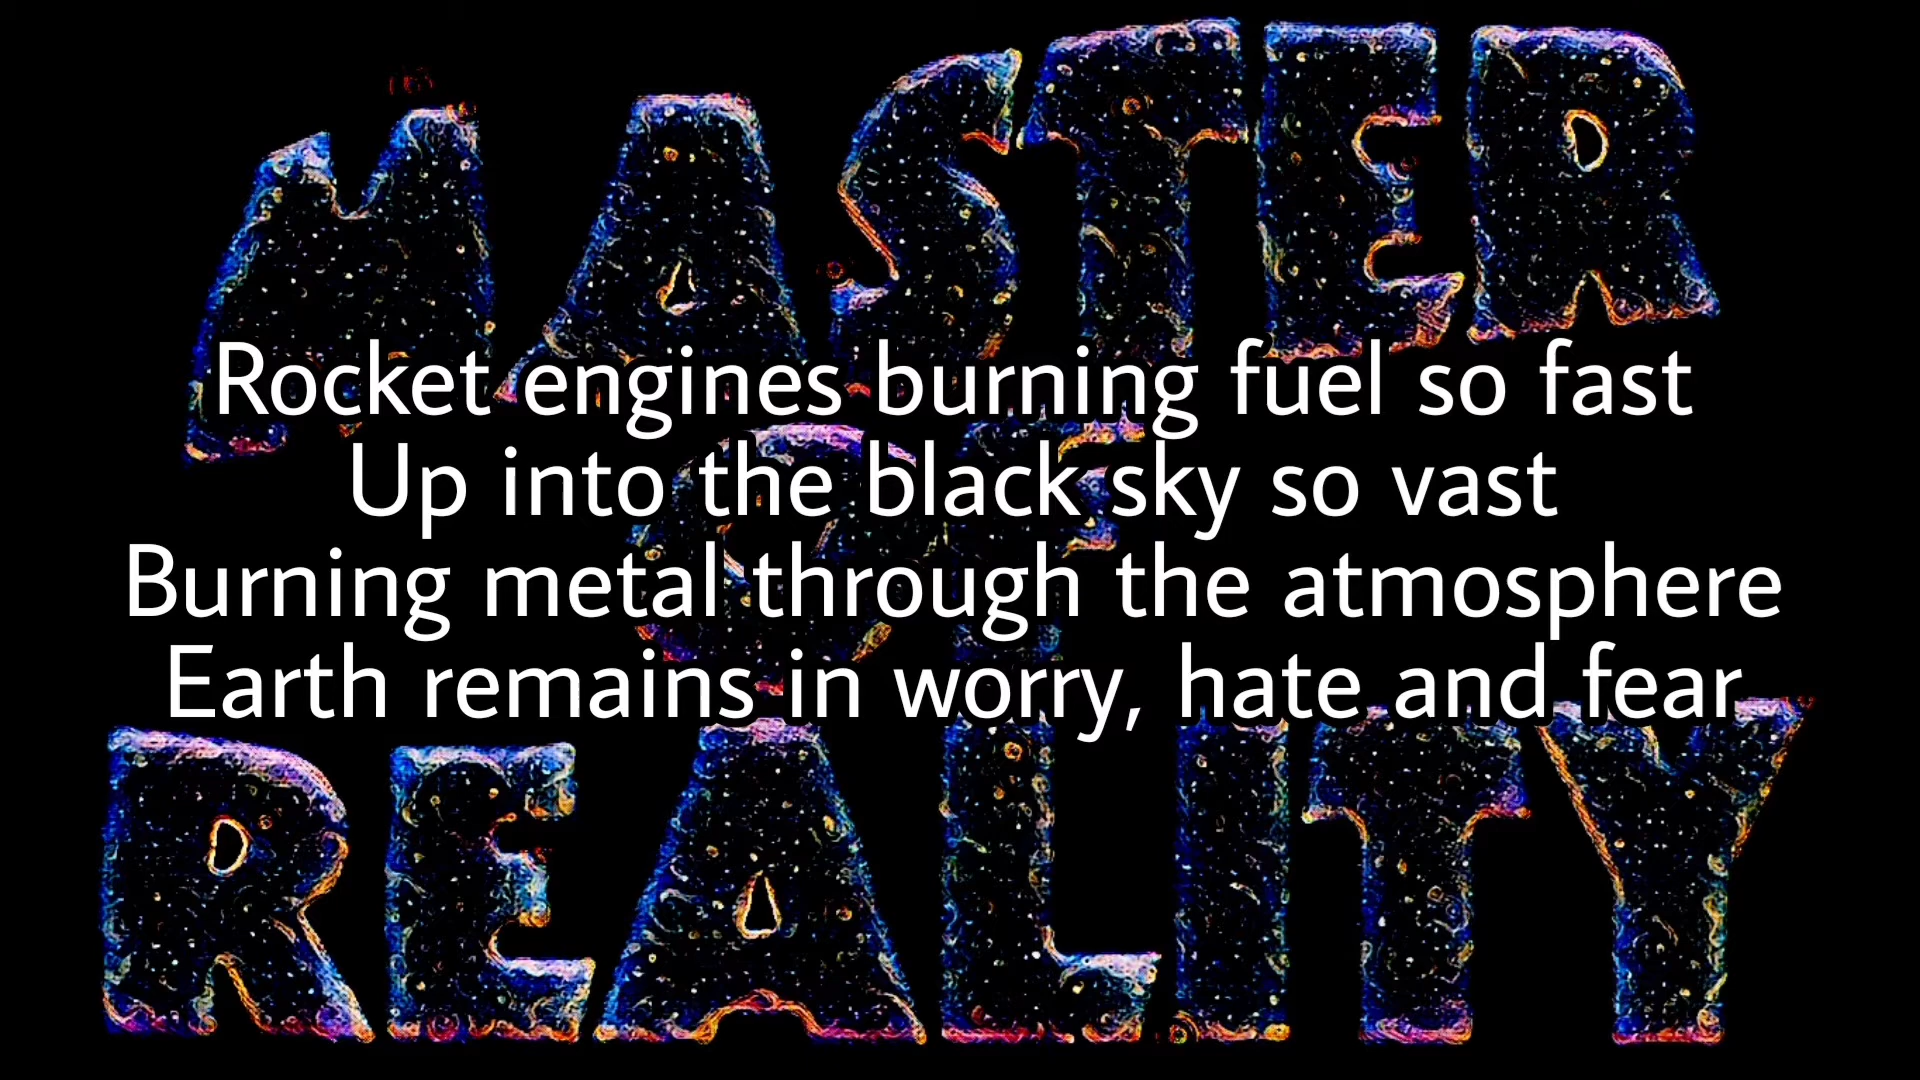 MASTER
Rocket engines burning fuel so fast
OF
Up into the black sky so vast
Burning metal through the atmosphere
Earth remains in worry, hate and fear
REALITY